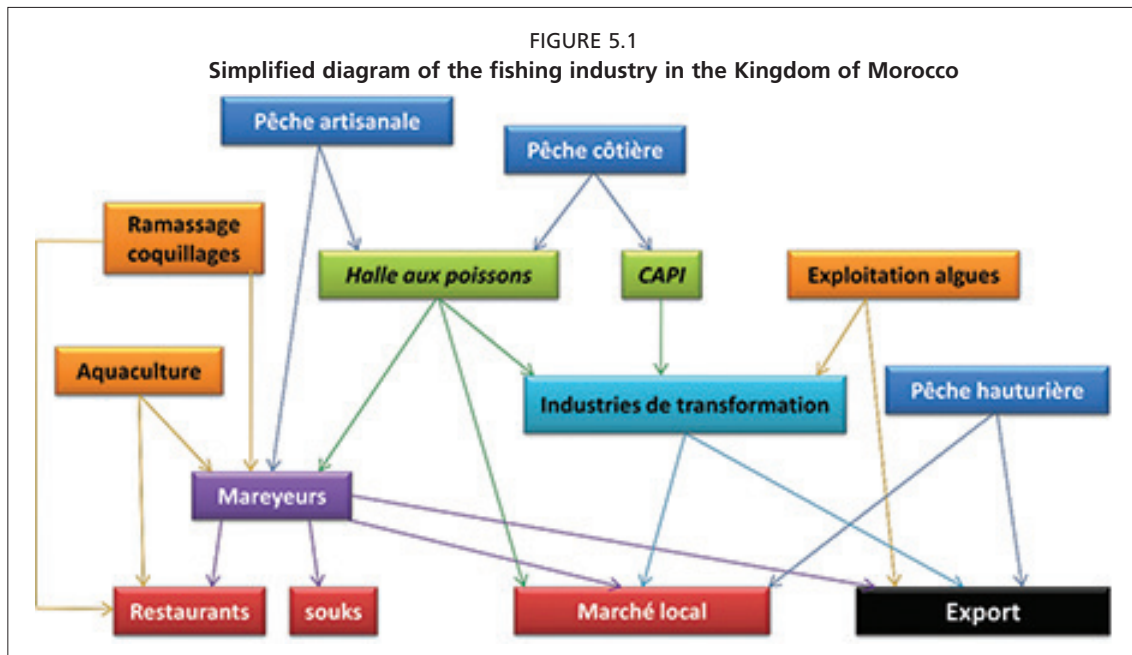 FIGURE 5.1
Simplified diagram of the fishing industry in the Kingdom of Morocco
Pêche artisanale
Pêche côtière
Ramassage
coquillages
Halle aux poissons
CAPI
Exploitation algues
Aquaculture
Industries de transformation
Pêche hauturière
Mareyeurs
Restaurants
souks
Marché local
Export